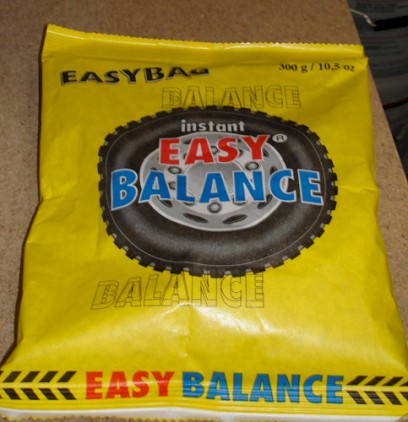 EASYBAG
300 g / 10,5 oz
BALANCE
instant
EASY®
BALANCE
BALANCE
EASY BALANCE